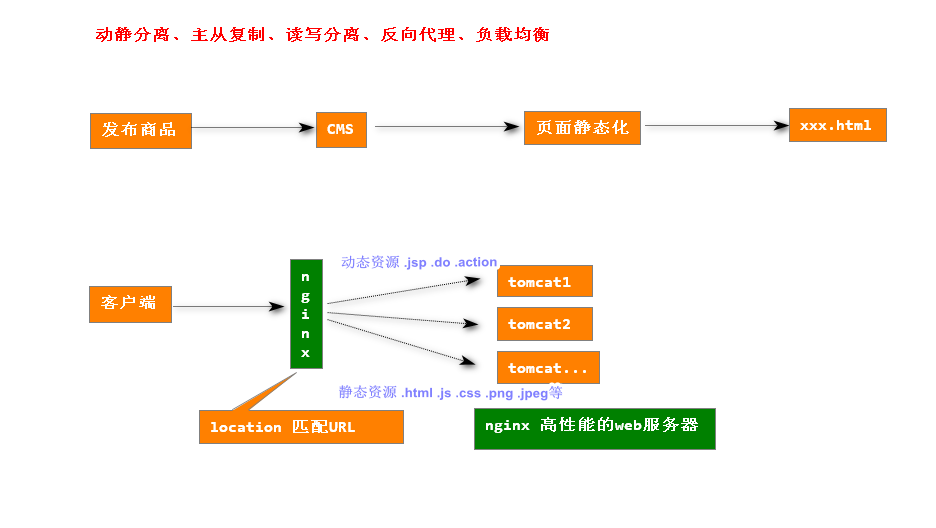 动静分离、主从复制、读写分离、反向代理、负载均衡
发布商品
CMS
页面静态化
xxx.html
动态资源 .jsp .do .action
客户端
n
g
i
n
x
tomcat1
tomcat2
tomcat...
静态资源 .html .js .css .png .jpeg等
location 匹配URL
nginx 高性能的web服务器